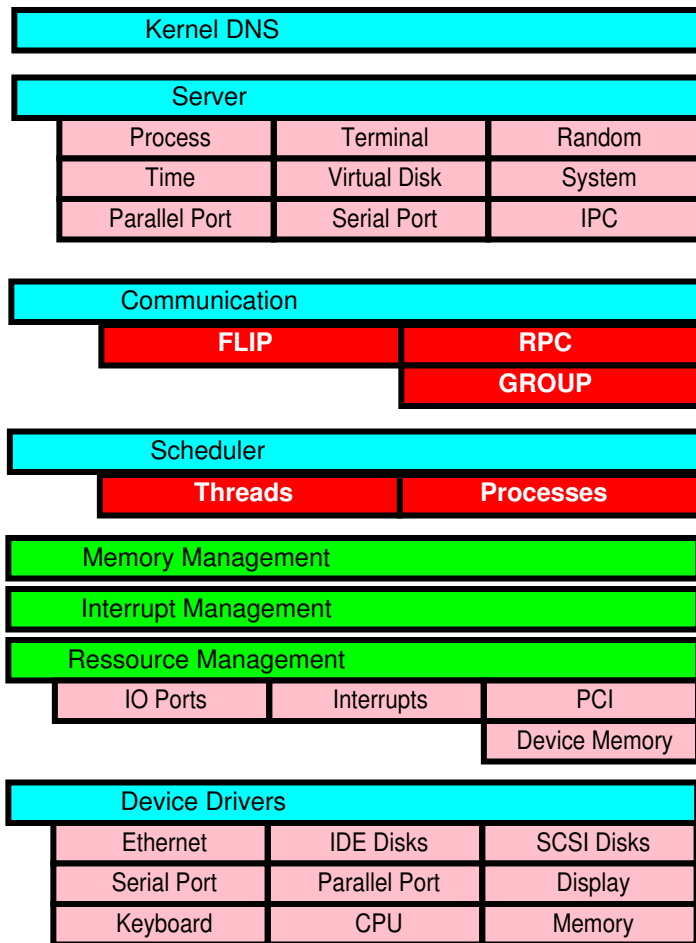 Kernel DNS
Server
Process Terminal Random
Time Virtual Disk System
Parallel Port Serial Port IPC
Communication
FLIP RPC
GROUP
Scheduler
Threads Processes
Memory Management
Interrupt Management
Ressource Management
IO Ports Interrupts PCI
Device Memory
Device Drivers
Ethernet IDE Disks SCSI Disks
Serial Port Parallel Port Display
Keyboard CPU Memory